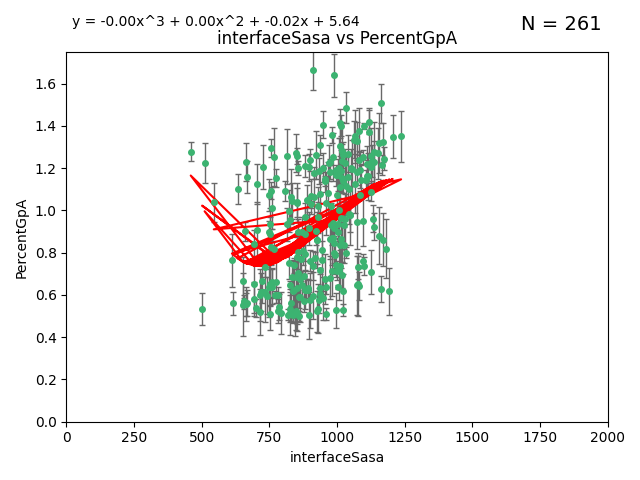 y = -0.00x^3 + 0.00x^2 + -0.02x + 5.64
N = 261
interfaceSasa vs PercentGpA
PercentGpA
1.6
1.4
1.2
1.0
0.8
0.6
0.4
0.2
0.0
0 250 500 750 1000 1250 1500 1750 2000
interfaceSasa